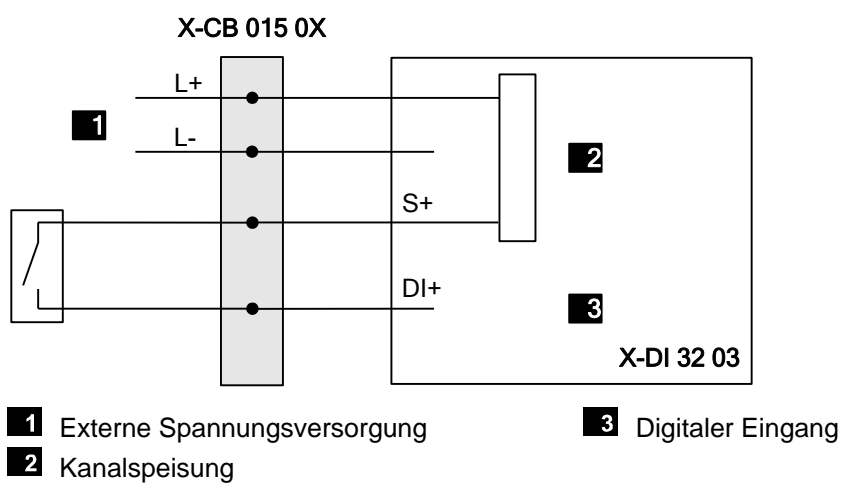 X-CB 015 0X
L+
1
L-
2
S+
DI+
3
X-DI 32 03
1 Externe Spannungsversorgung
3 Digitaler Eingang
2 Kanalspeisung